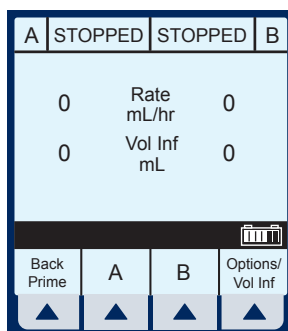 A STOPPED STOPPED B
0 Rate mL/hr 0
0 Vol Inf mL 0
Back Prime A B Options/ Vol Inf